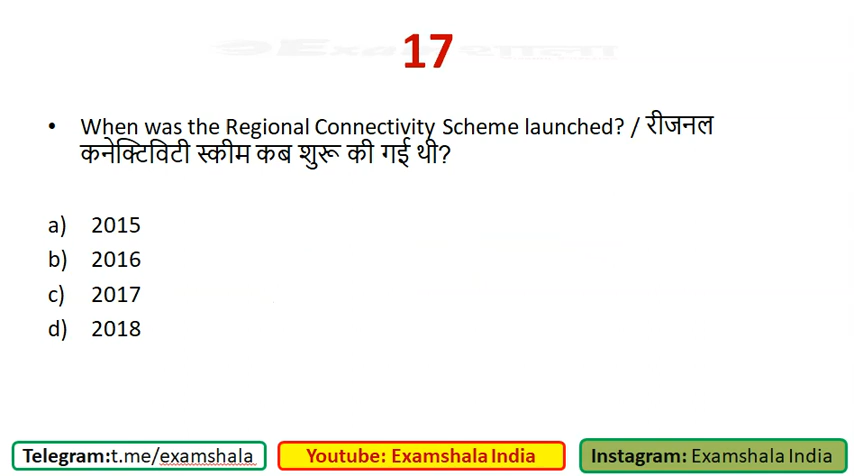 17
• When was the Regional Connectivity Scheme launched? / रीजनल
कनेक्टिविटी स्कीम कब शुरू की गई थी?
a) 2015
b) 2016
c) 2017
d) 2018
Telegram:t.me/examshala
Youtube: Examshala India
Instagram: Examshala India